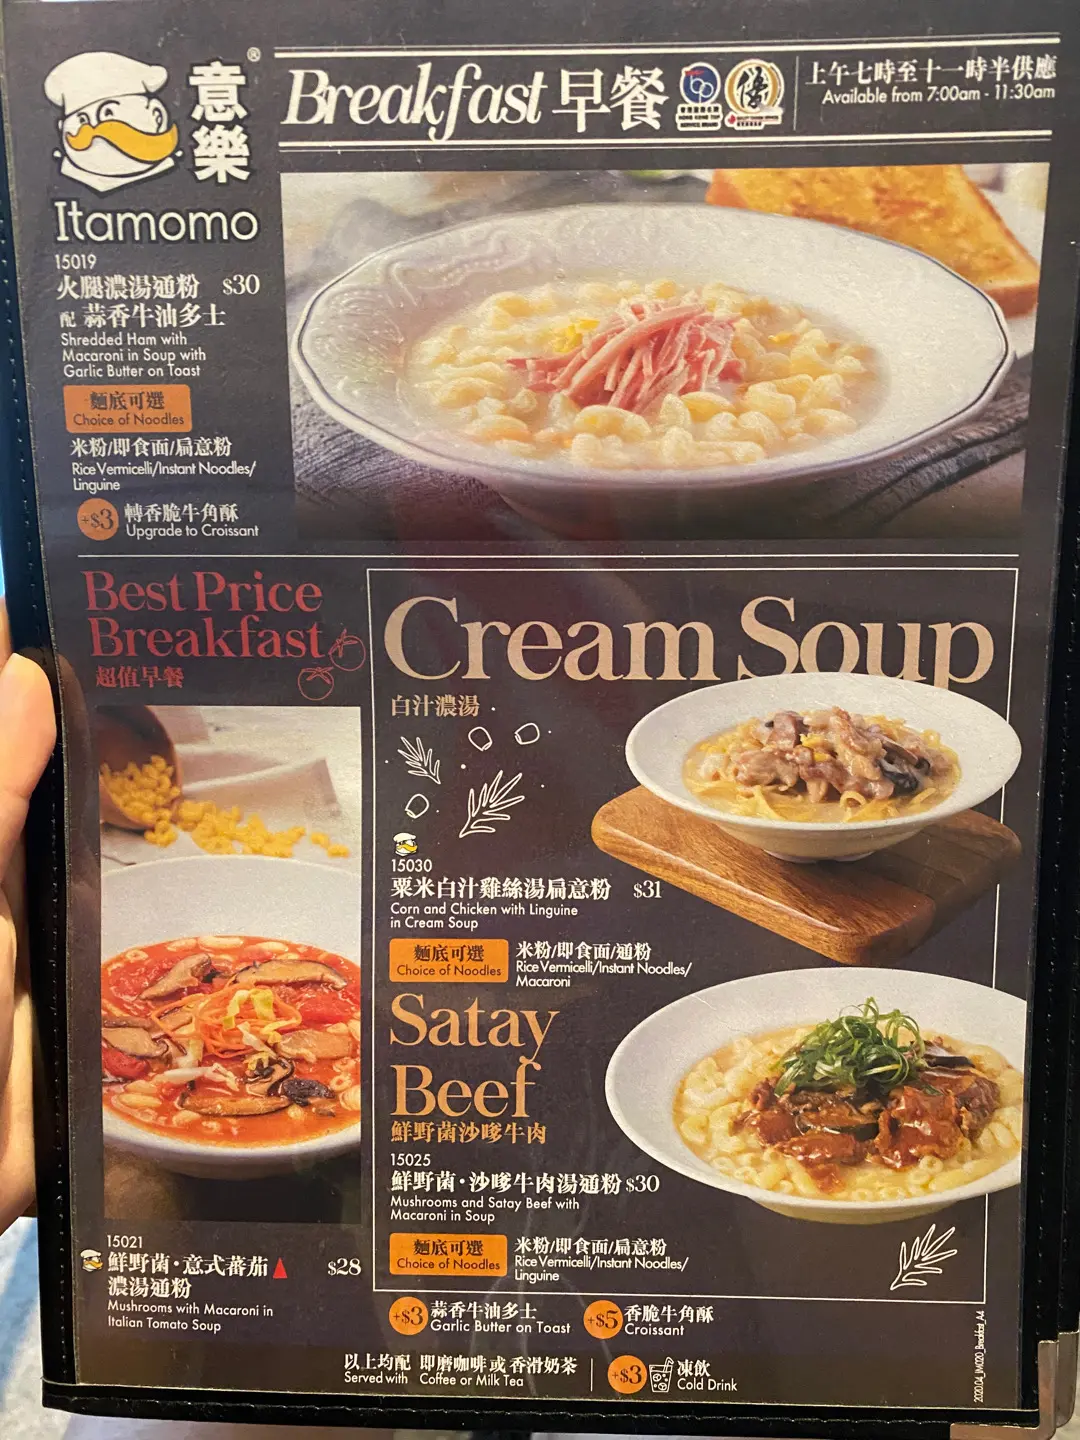 意樂
®
Itamomo
Breakfast 早餐
上午七時至十一時半供應
Available from 7:00am - 11:30am
15019
火腿濃湯通粉 $30
配 蒜香牛油多士
Shredded Ham with
Macaroni in Soup with
Garlic Butter on Toast
麵底可選
Choice of Noodles
米粉/即食面/扁意粉
Rice Vermicelli/Instant Noodles/
Linguine
+$3 轉香脆牛角酥
Upgrade to Croissant
Best Price
Breakfast
超值早餐
15021
鮮野菌·意式蕃茄
濃湯通粉
$28
Mushrooms with Macaroni in
Italian Tomato Soup
Cream Soup
白汁濃湯
15030
粟米白汁雞絲湯扁意粉 $31
Corn and Chicken with Linguine
in Cream Soup
麵底可選
Choice of Noodles
米粉/即食面/通粉
Rice Vermicelli/Instant Noodles/
Macaroni
Satay
Beef
鮮野菌沙嗲牛肉
15025
鮮野菌·沙嗲牛肉湯通粉 $30
Mushrooms and Satay Beef with
Macaroni in Soup
麵底可選
Choice of Noodles
米粉/即食面/扁意粉
Rice Vermicelli/Instant Noodles/
Linguine
+$3 蒜香牛油多士
Garlic Butter on Toast
+$5 香脆牛角酥
Croissant
以上均配 即磨咖啡或香滑奶茶
Served with Coffee or Milk Tea
+$3 凍飲
Cold Drink